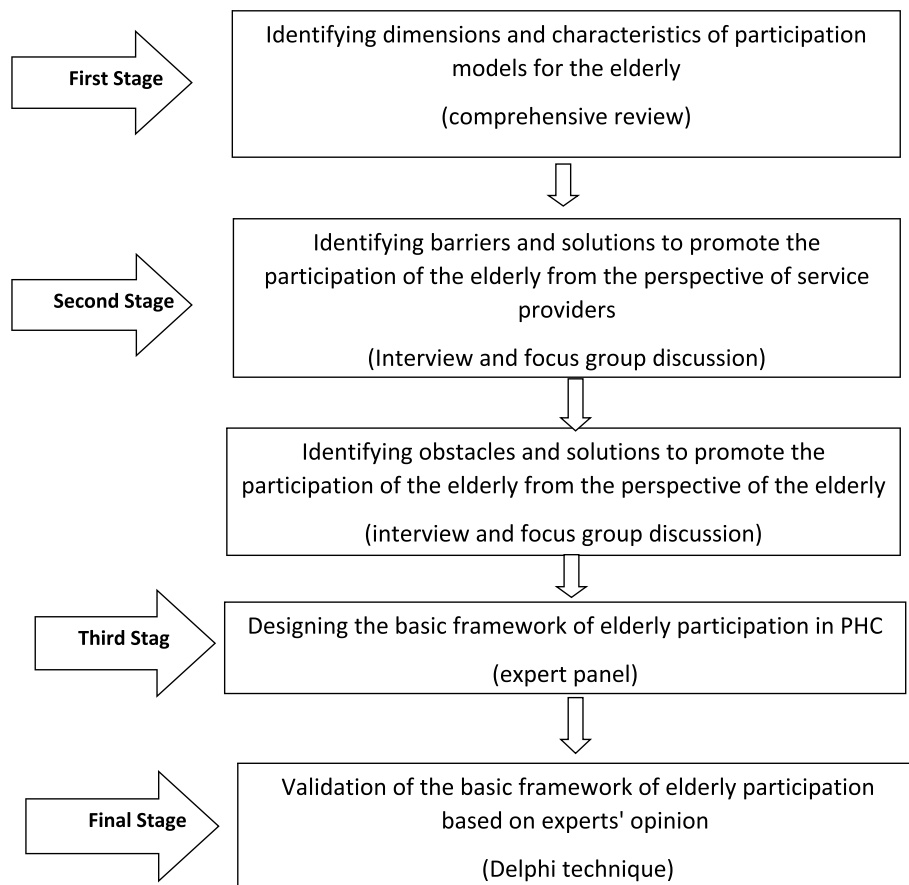 Identifying dimensions and characteristics of participation
models for the elderly
(comprehensive review)
First Stage
Identifying barriers and solutions to promote the
participation of the elderly from the perspective of service
providers
(Interview and focus group discussion)
Second Stage
Identifying obstacles and solutions to promote the
participation of the elderly from the perspective of the elderly
(interview and focus group discussion)
Third Stag
Designing the basic framework of elderly participation in PHC
(expert panel)
Final Stage
Validation of the basic framework of elderly participation
based on experts' opinion
(Delphi technique)